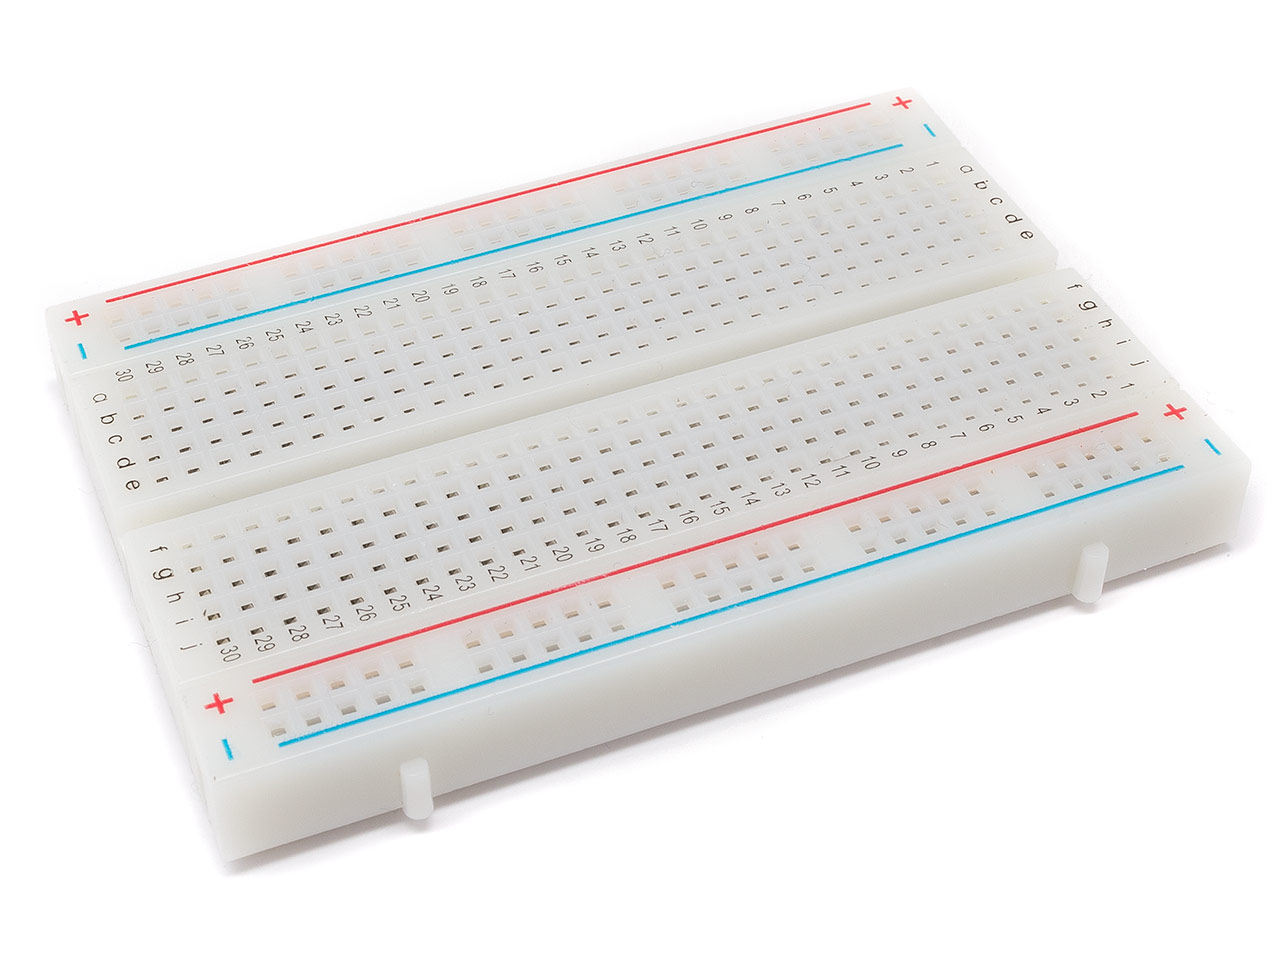 + +
− −
30 29 28 27 26 25 24 23 22 21 20 19 18 17 16 15 14 13 12 11 10 9 8 7 6 5 4 3 2 1
a a
b b
c c
d d
e e
f f
g g
h h
i i
j j
30 29 28 27 26 25 24 23 22 21 20 19 18 17 16 15 14 13 12 11 10 9 8 7 6 5 4 3 2 1
+ +
− −